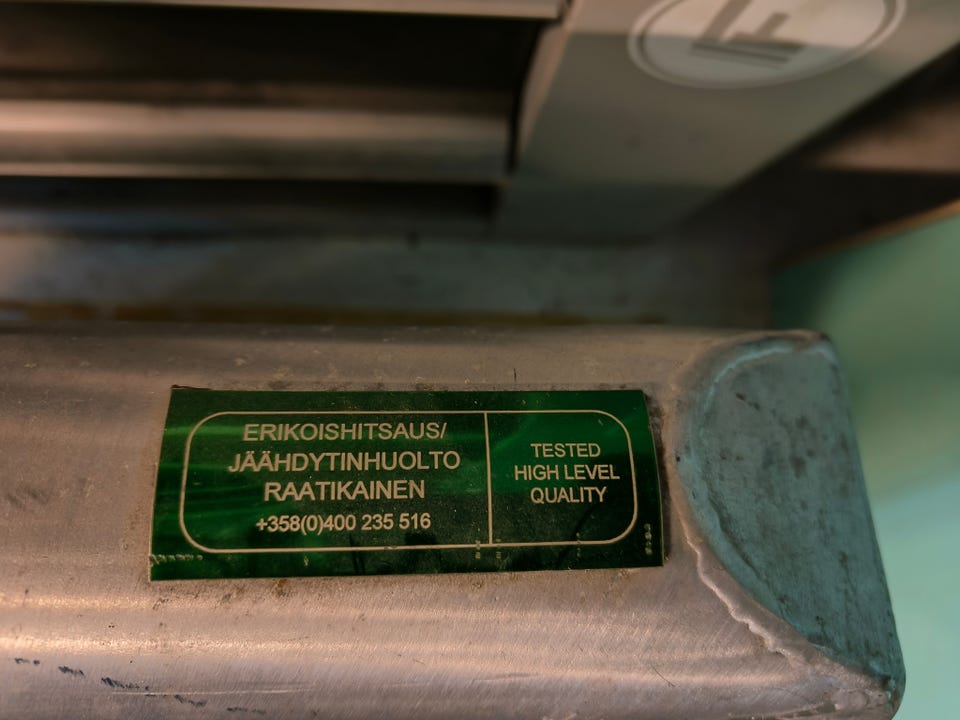 ERIKOISHITSAUS/
JÄÄHDYTINHUOLTO
RAATIKAINEN
+358(0)400 235 516
TESTED
HIGH LEVEL
QUALITY